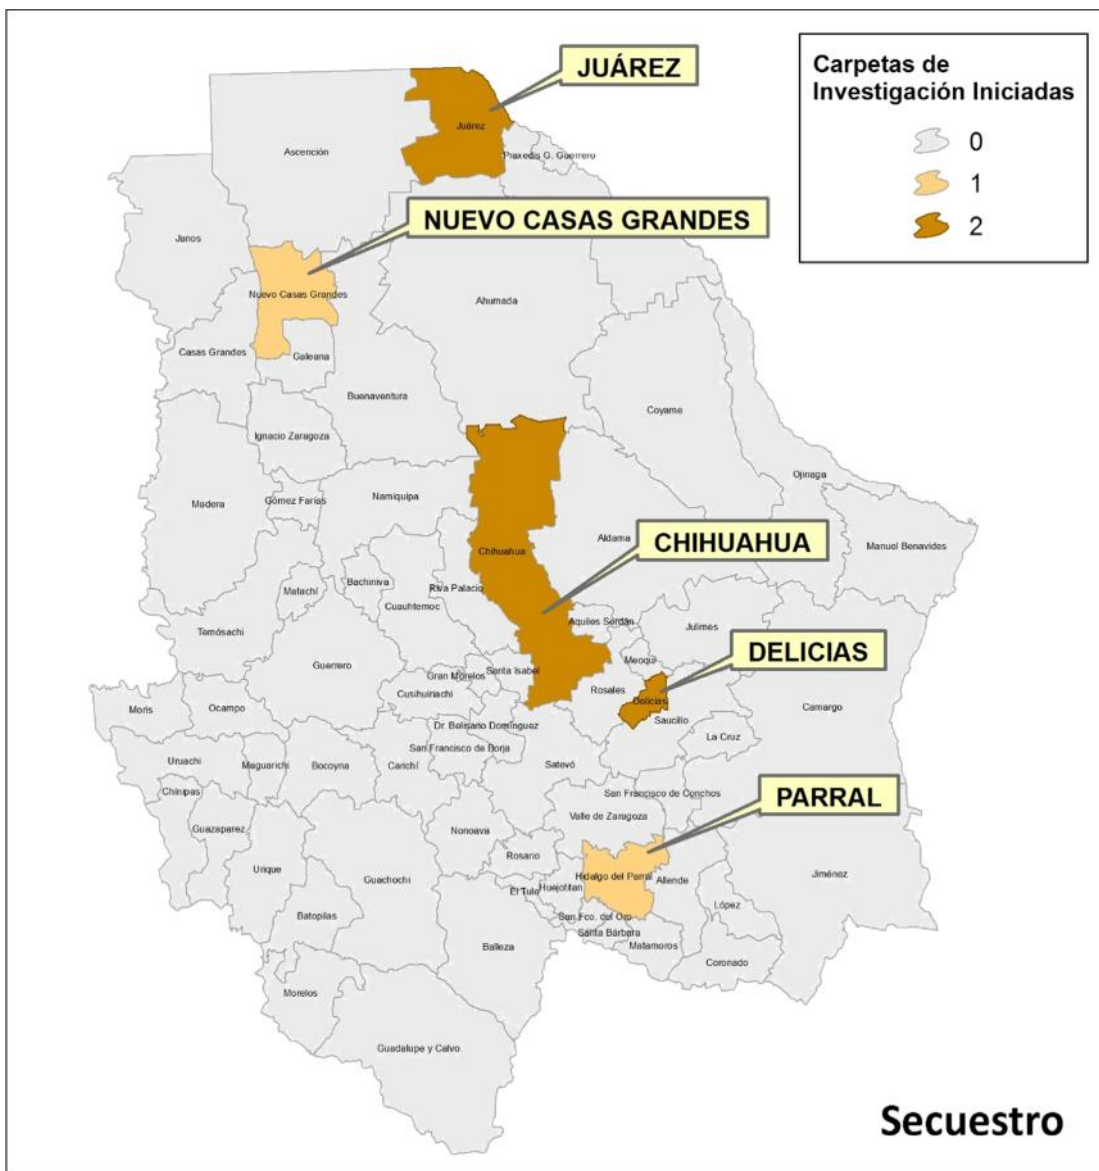 JUÁREZ
Carpetas de
Investigación Iniciadas
0
1
2
Juárez
Ascención
Praxedis G. Guerrero
NUEVO CASAS GRANDES
Janos
Nuevo Casas Grandes
Ahumada
Casas Grandes
Galeana
Buenaventura
Coyame
Ignacio Zaragoza
Ojinaga
Madera
Gómez Farías
Namiquipa
CHIHUAHUA
Aldama
Manuel Benavides
Chihuahua
Bachíniva
Riva Palacio
Matachí
Cuauhtemoc
Aquiles Serdán
Julimes
Temósachi
DELICIAS
Guerrero
Meoqui
Santa Isabel
Gran Morelos
Cusihuiriachi
Rosales
Delicias
Moris
Ocampo
Camargo
Saucillo
Dr. Belisario Domínguez
La Cruz
San Francisco de Borja
Uruachi
Maguarichi
Bocoyna
Carichí
Satevó
Chínipas
San Francisco de Conchos
PARRAL
Valle de Zaragoza
Guazaparez
Nonoava
Rosario
Urique
Guachochi
Hidalgo del Parral
Allende
Jiménez
El Tule
Huejotitan
López
Batopilas
San Fco. del Oro
Santa Bárbara
Balleza
Matamoros
Coronado
Morelos
Guadalupe y Calvo
Secuestro